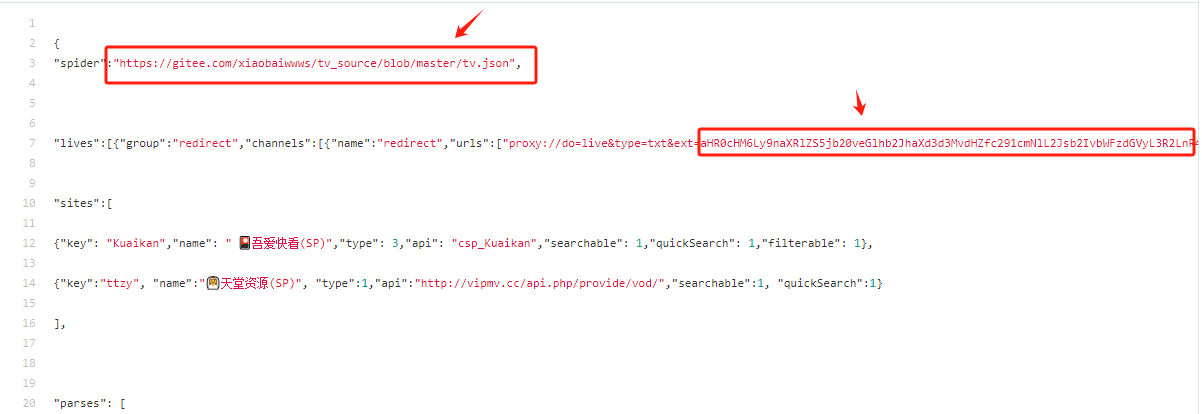 1
2 {
3 "spider":"https://gitee.com/xiaobaiwwws/tv_source/blob/master/tv.json",
4
5
6
7 "lives":[{"group":"redirect","channels":[{"name":"redirect","urls":["proxy://do=live&type=txt&ext=aHR0cHM6Ly9naXRlZS5jb20veGlhb2JhaXd3d3MvdHZfc291cmNlL2Jsb2IvbWFzdGVyL3R2LnR4
8
9
10 "sites":[
11
12 {"key": "Kuaikan","name": " 🎴吾爱快看(SP)","type": 3,"api": "csp_Kuaikan","searchable": 1,"quickSearch": 1,"filterable": 1},
13
14 {"key":"ttzy", "name":"天堂资源(SP)", "type":1,"api":"http://vipmv.cc/api.php/provide/vod/","searchable":1, "quickSearch":1}
15
16 ],
17
18
19
20 "parses": [